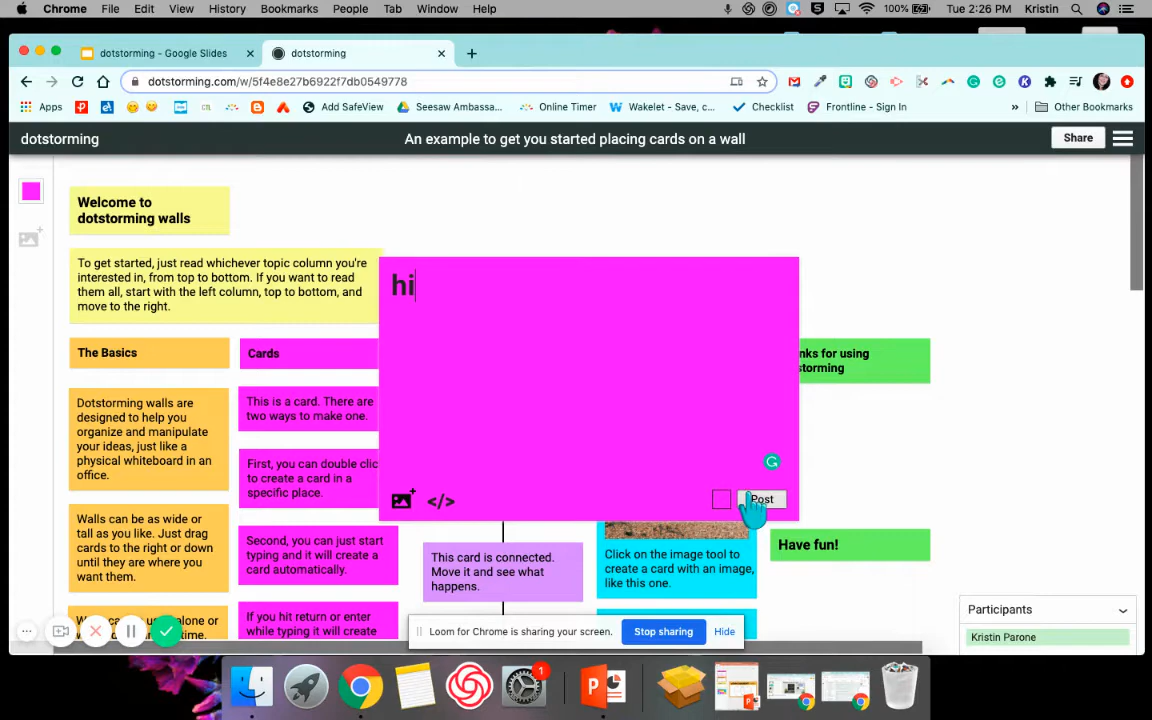 Chrome File Edit View History Bookmarks People Tab Window Help
100% Tue 2:26 PM Kristin
dotstorming - Google Slides
dotstorming
dotstorming.com/w/5f4e8e27b6922f7db0549778
Apps
Add SafeView
Seesaw Ambassa...
Online Timer
Wakelet - Save, c...
Checklist
Frontline - Sign In
»
Other Bookmarks
dotstorming
An example to get you started placing cards on a wall
Share
Welcome to
dotstorming walls
To get started, just read whichever topic column you're
interested in, from top to bottom. If you want to read
them all, start with the left column, top to bottom, and
move to the right.
hi
</>
Post
The Basics
Dotstorming walls are
designed to help you
organize and manipulate
your ideas, just like a
physical whiteboard in an
office.
Walls can be as wide or
tall as you like. Just drag
cards to the right or down
until they are where you
want them.
Cards
This is a card. There are
two ways to make one.
First, you can double clic
to create a card in a
specific place.
Second, you can just start
typing and it will create a
card automatically.
If you hit return or enter
while typing it will create
This card is connected.
Move it and see what
happens.
Click on the image tool to
create a card with an image,
like this one.
nks for using
storming
Have fun!
Participants
Kristin Parone
Loom for Chrome is sharing your screen.
Stop sharing
Hide
1